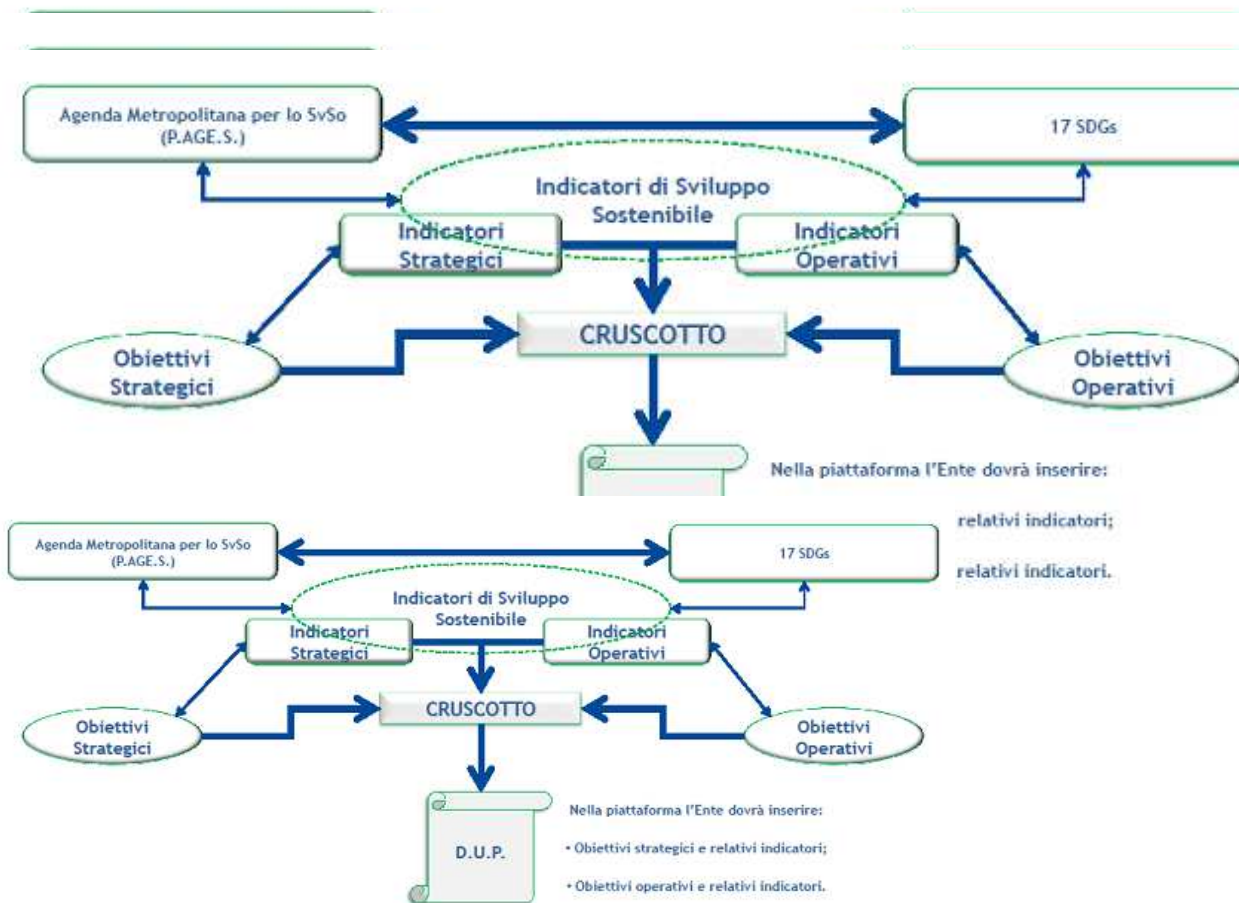 Agenda Metropolitana per lo SvSo
(P.AGE.S.)
17 SDGs
Indicatori di Sviluppo
Sostenibile
Indicatori
Strategici
Indicatori
Operativi
CRUSCOTTO
Obiettivi
Strategici
Obiettivi
Operativi
Nella piattaforma l'Ente dovrà inserire:
relativi indicatori;
relativi indicatori.
Agenda Metropolitana per lo SvSo
(P.AGE.S.)
17 SDGs
Indicatori di Sviluppo
Sostenibile
Indicatori
Strategici
Indicatori
Operativi
CRUSCOTTO
Obiettivi
Strategici
Obiettivi
Operativi
D.U.P.
Nella piattaforma l'Ente dovrà inserire:
• Obiettivi strategici e relativi indicatori;
• Obiettivi operativi e relativi indicatori.